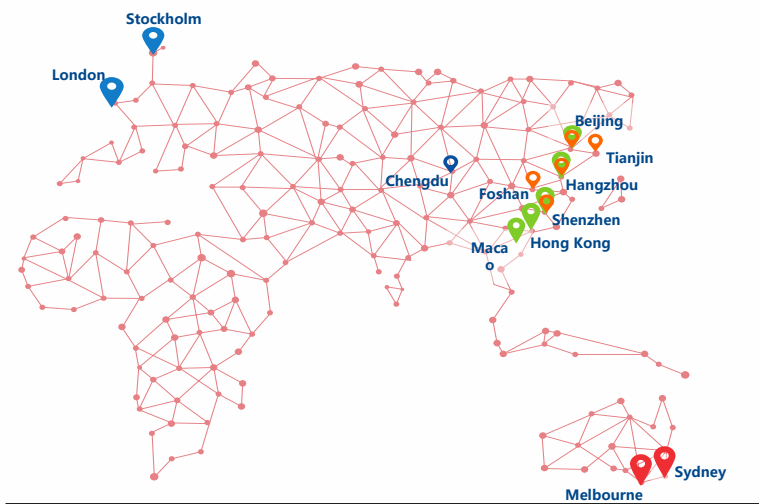 Stockholm
London
Beijing
Tianjin
Chengdu
Hangzhou
Foshan
Shenzhen
Hong Kong
Maca
o
Sydney
Melbourne